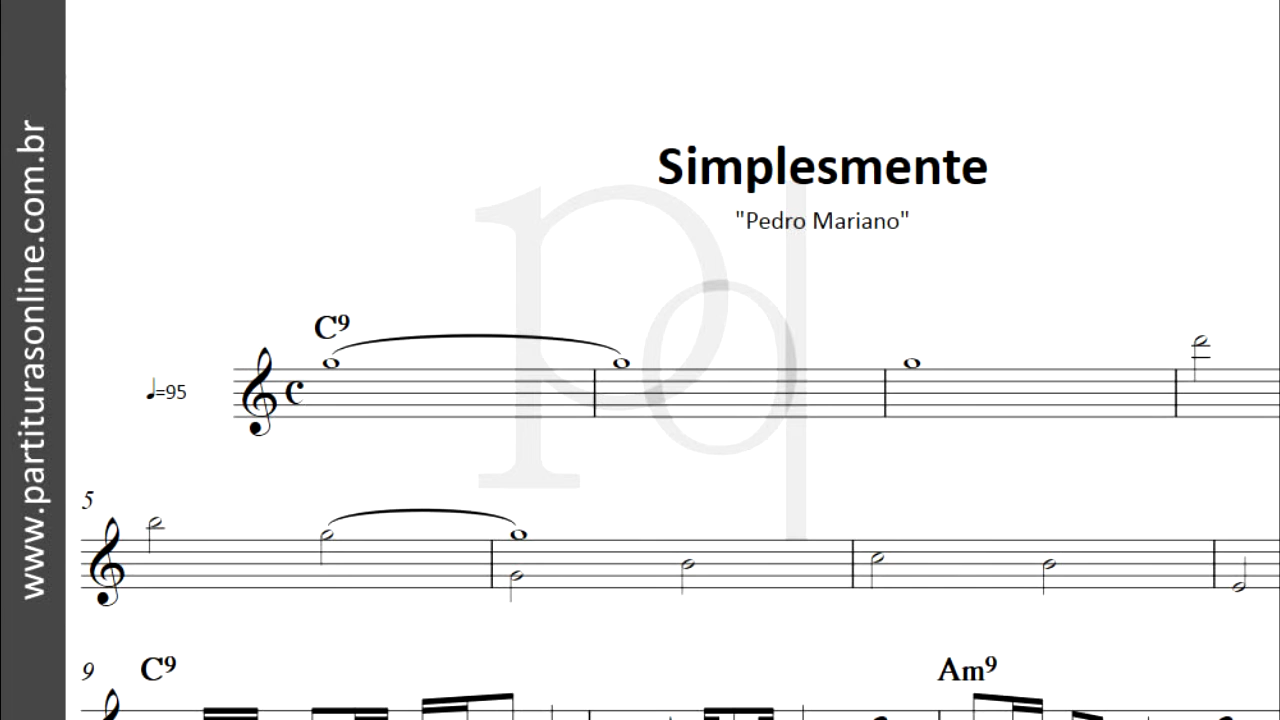 www.partiturasonline.com.br
Simplesmente
"Pedro Mariano"
C9
♩=95
5
9
C9
Am9